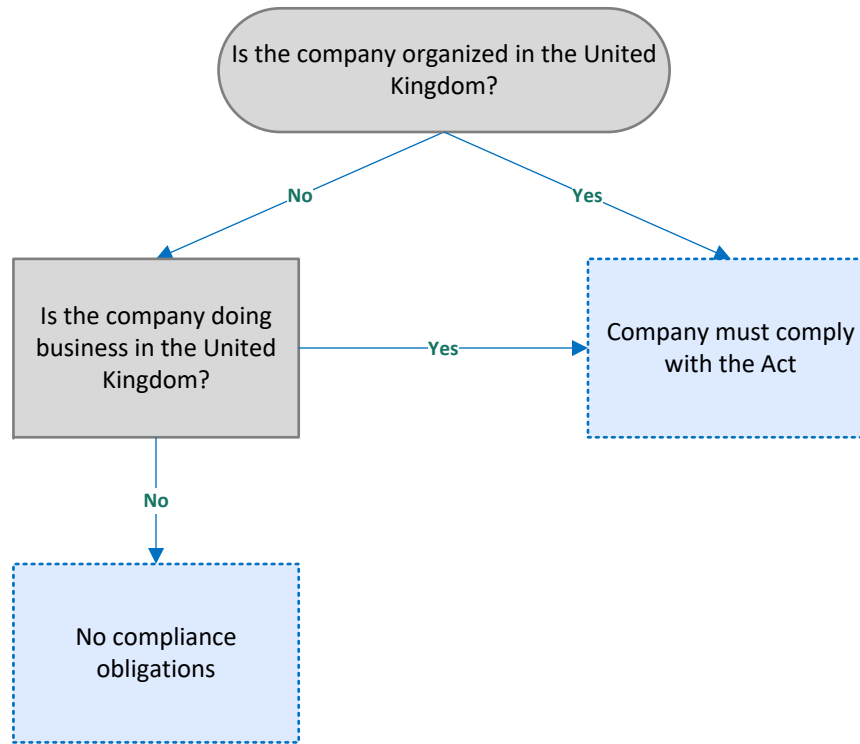 Is the company organized in the United
Kingdom?
No
Yes
Is the company doing
business in the United
Kingdom?
Yes
Company must comply
with the Act
No
No compliance
obligations